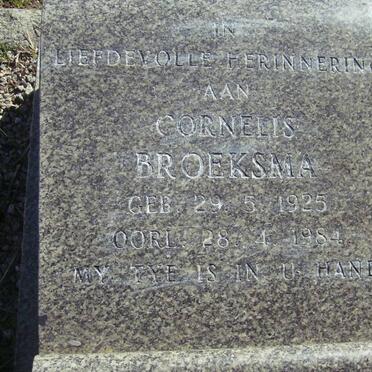 IN
LIEFDEVOLLE HERINNERING
AAN
CORNELIS
BROEKSMA
GEB. 29. 5. 1925
OORL. 28. 4. 1984
MY TYE IS IN U HAND